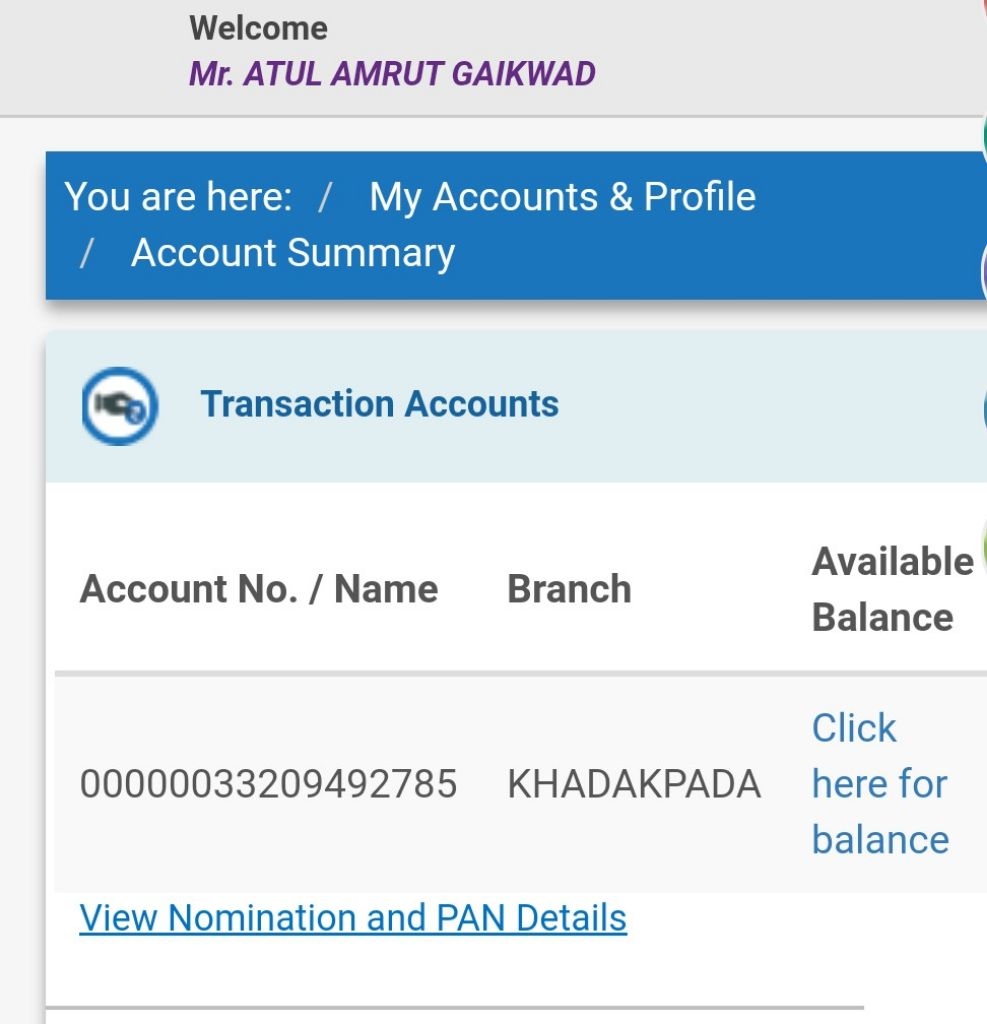 Welcome
Mr. ATUL AMRUT GAIKWAD
You are here: / My Accounts & Profile
/ Account Summary
Transaction Accounts
Account No. / Name Branch Available
Balance
00000033209492785 KHADAKPADA Click
here for
balance
View Nomination and PAN Details